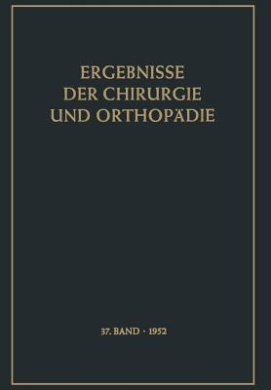 ERGEBNISSE
DER CHIRURGIE
UND ORTHOPÄDIE
37. BAND · 1952